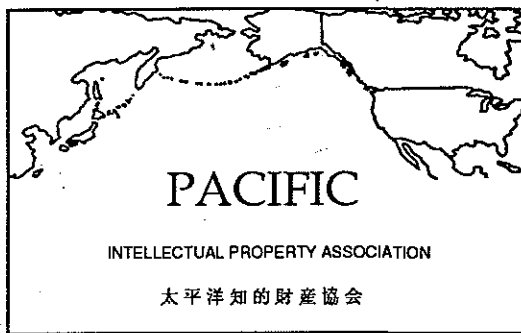 PACIFIC
INTELLECTUAL PROPERTY ASSOCIATION
太平洋知的財産協会